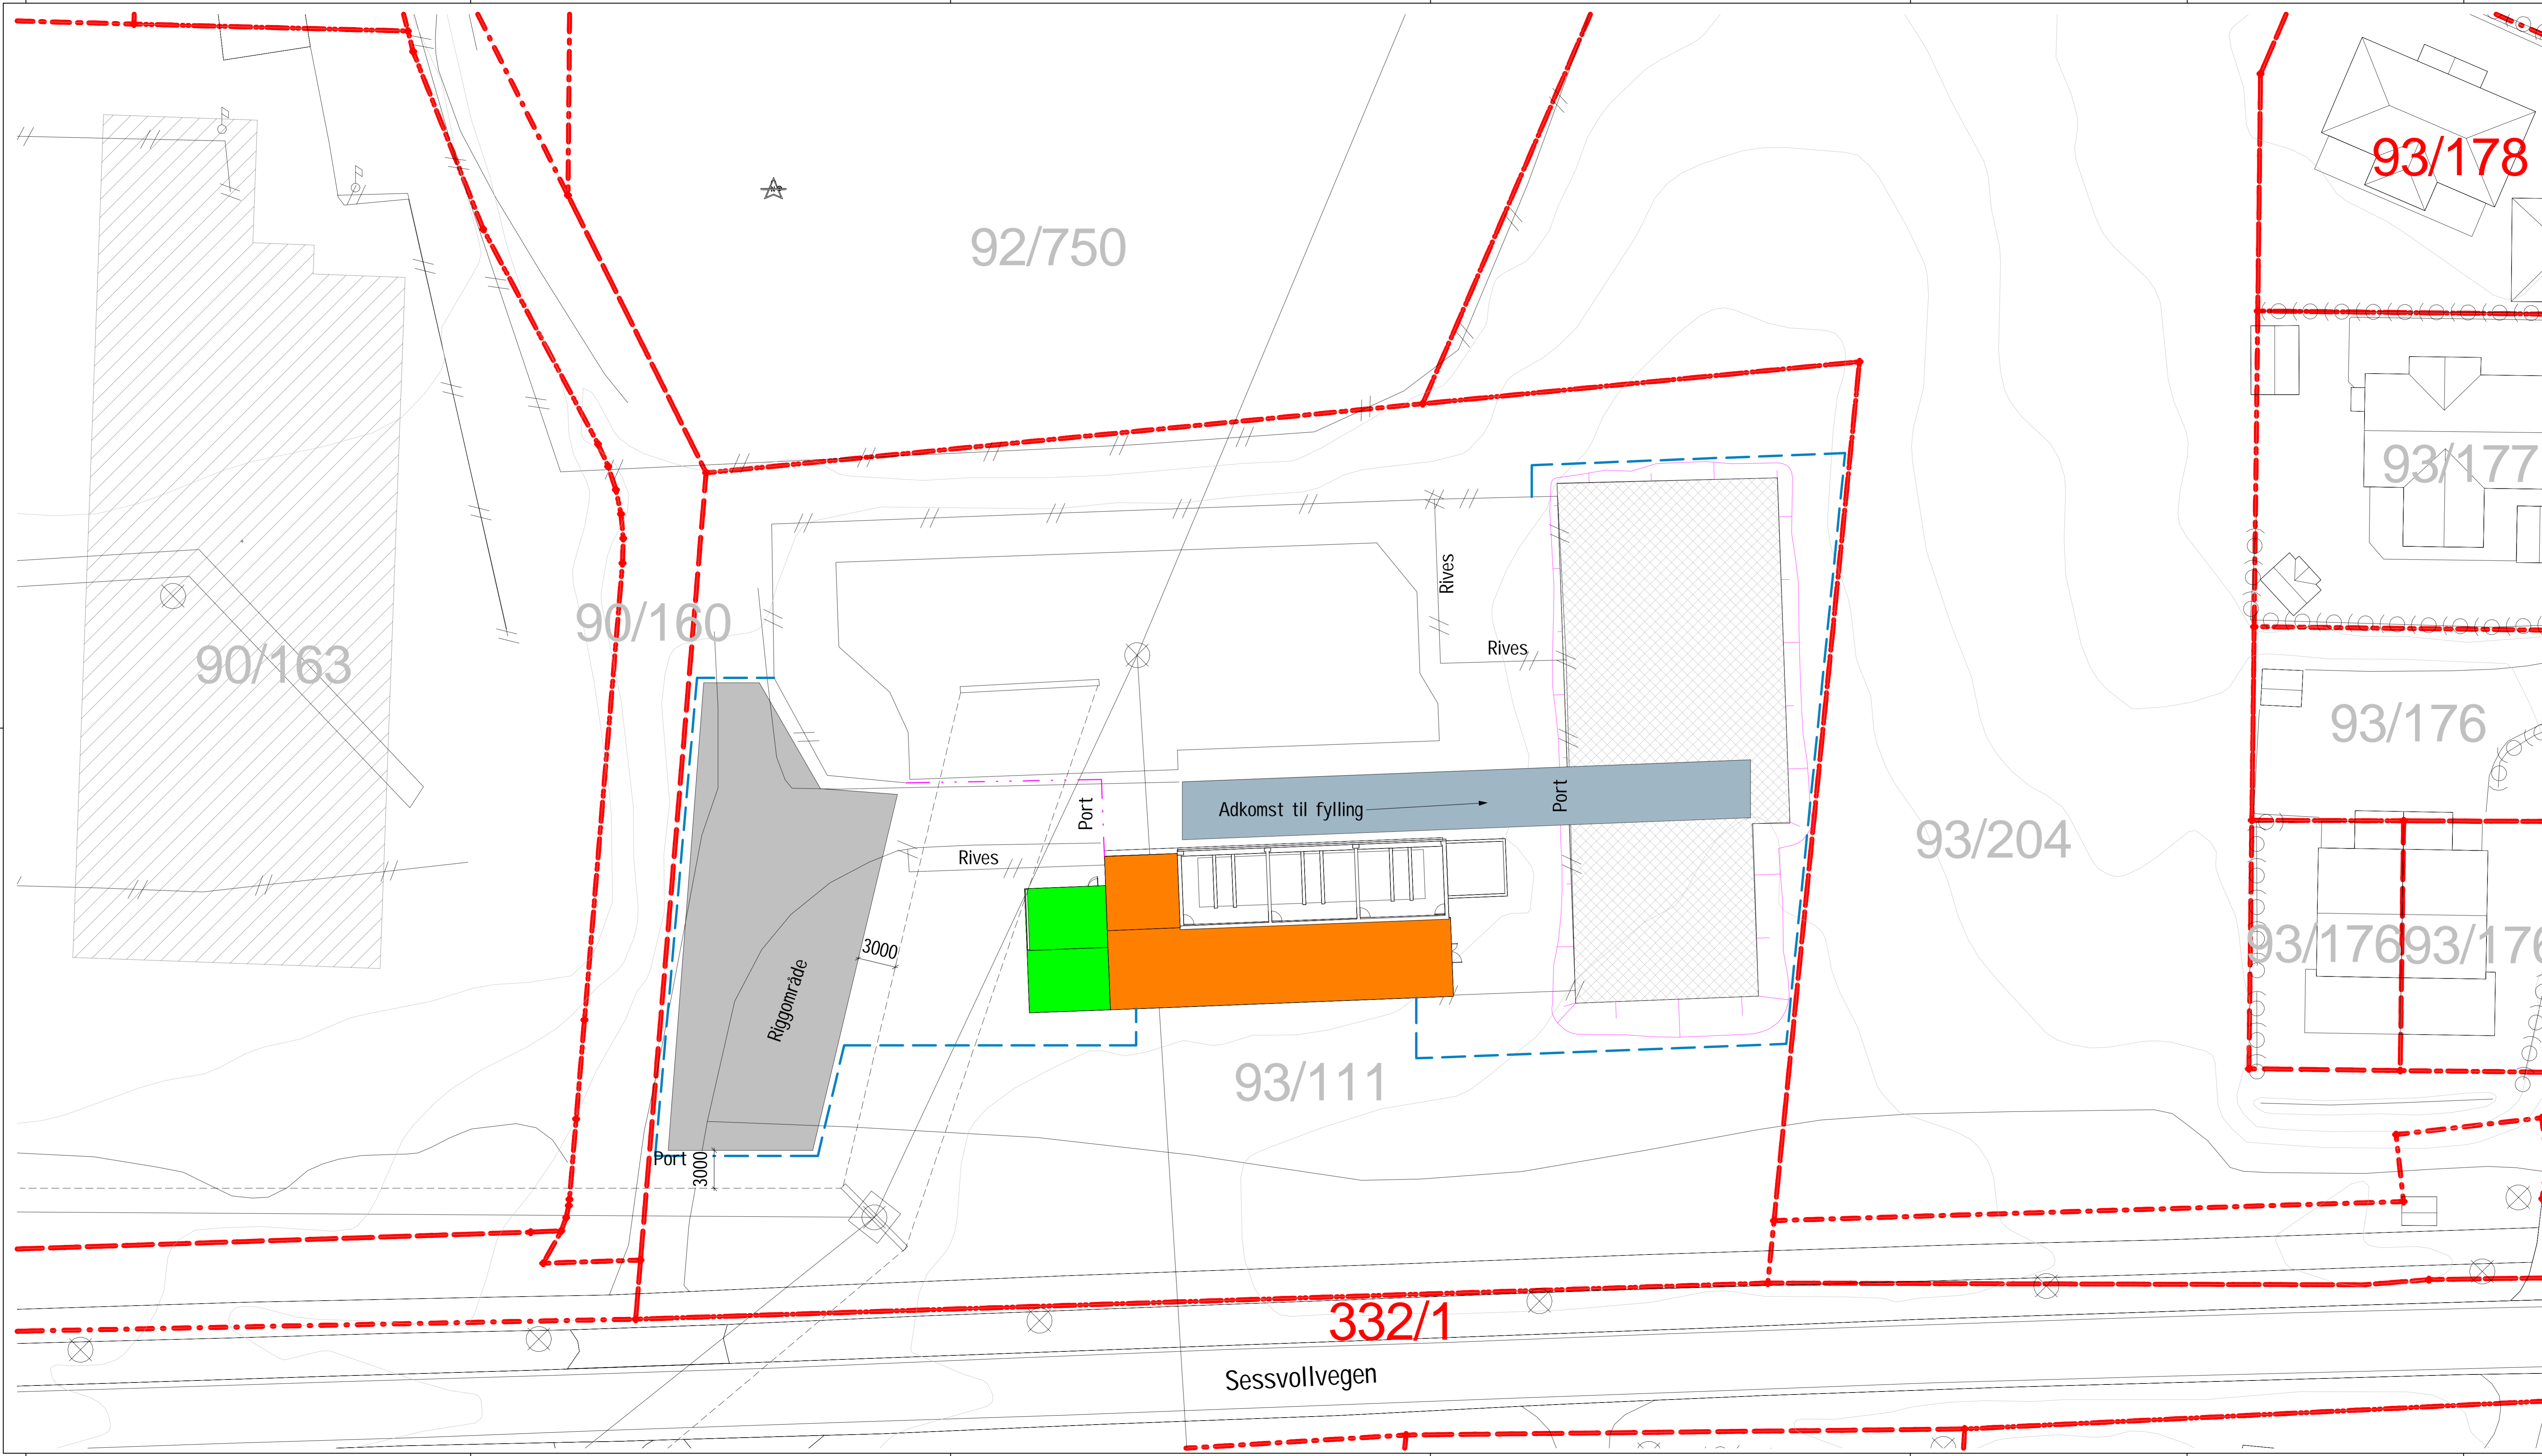 93/178
92/750
93/177
Rives
90/160
Rives
90/163
93/176
Port
Port
Adkomst til fylling
93/204
Rives
3000
93/176
93/176
Riggområde
93/111
Port
3000
332/1
Sessvollvegen